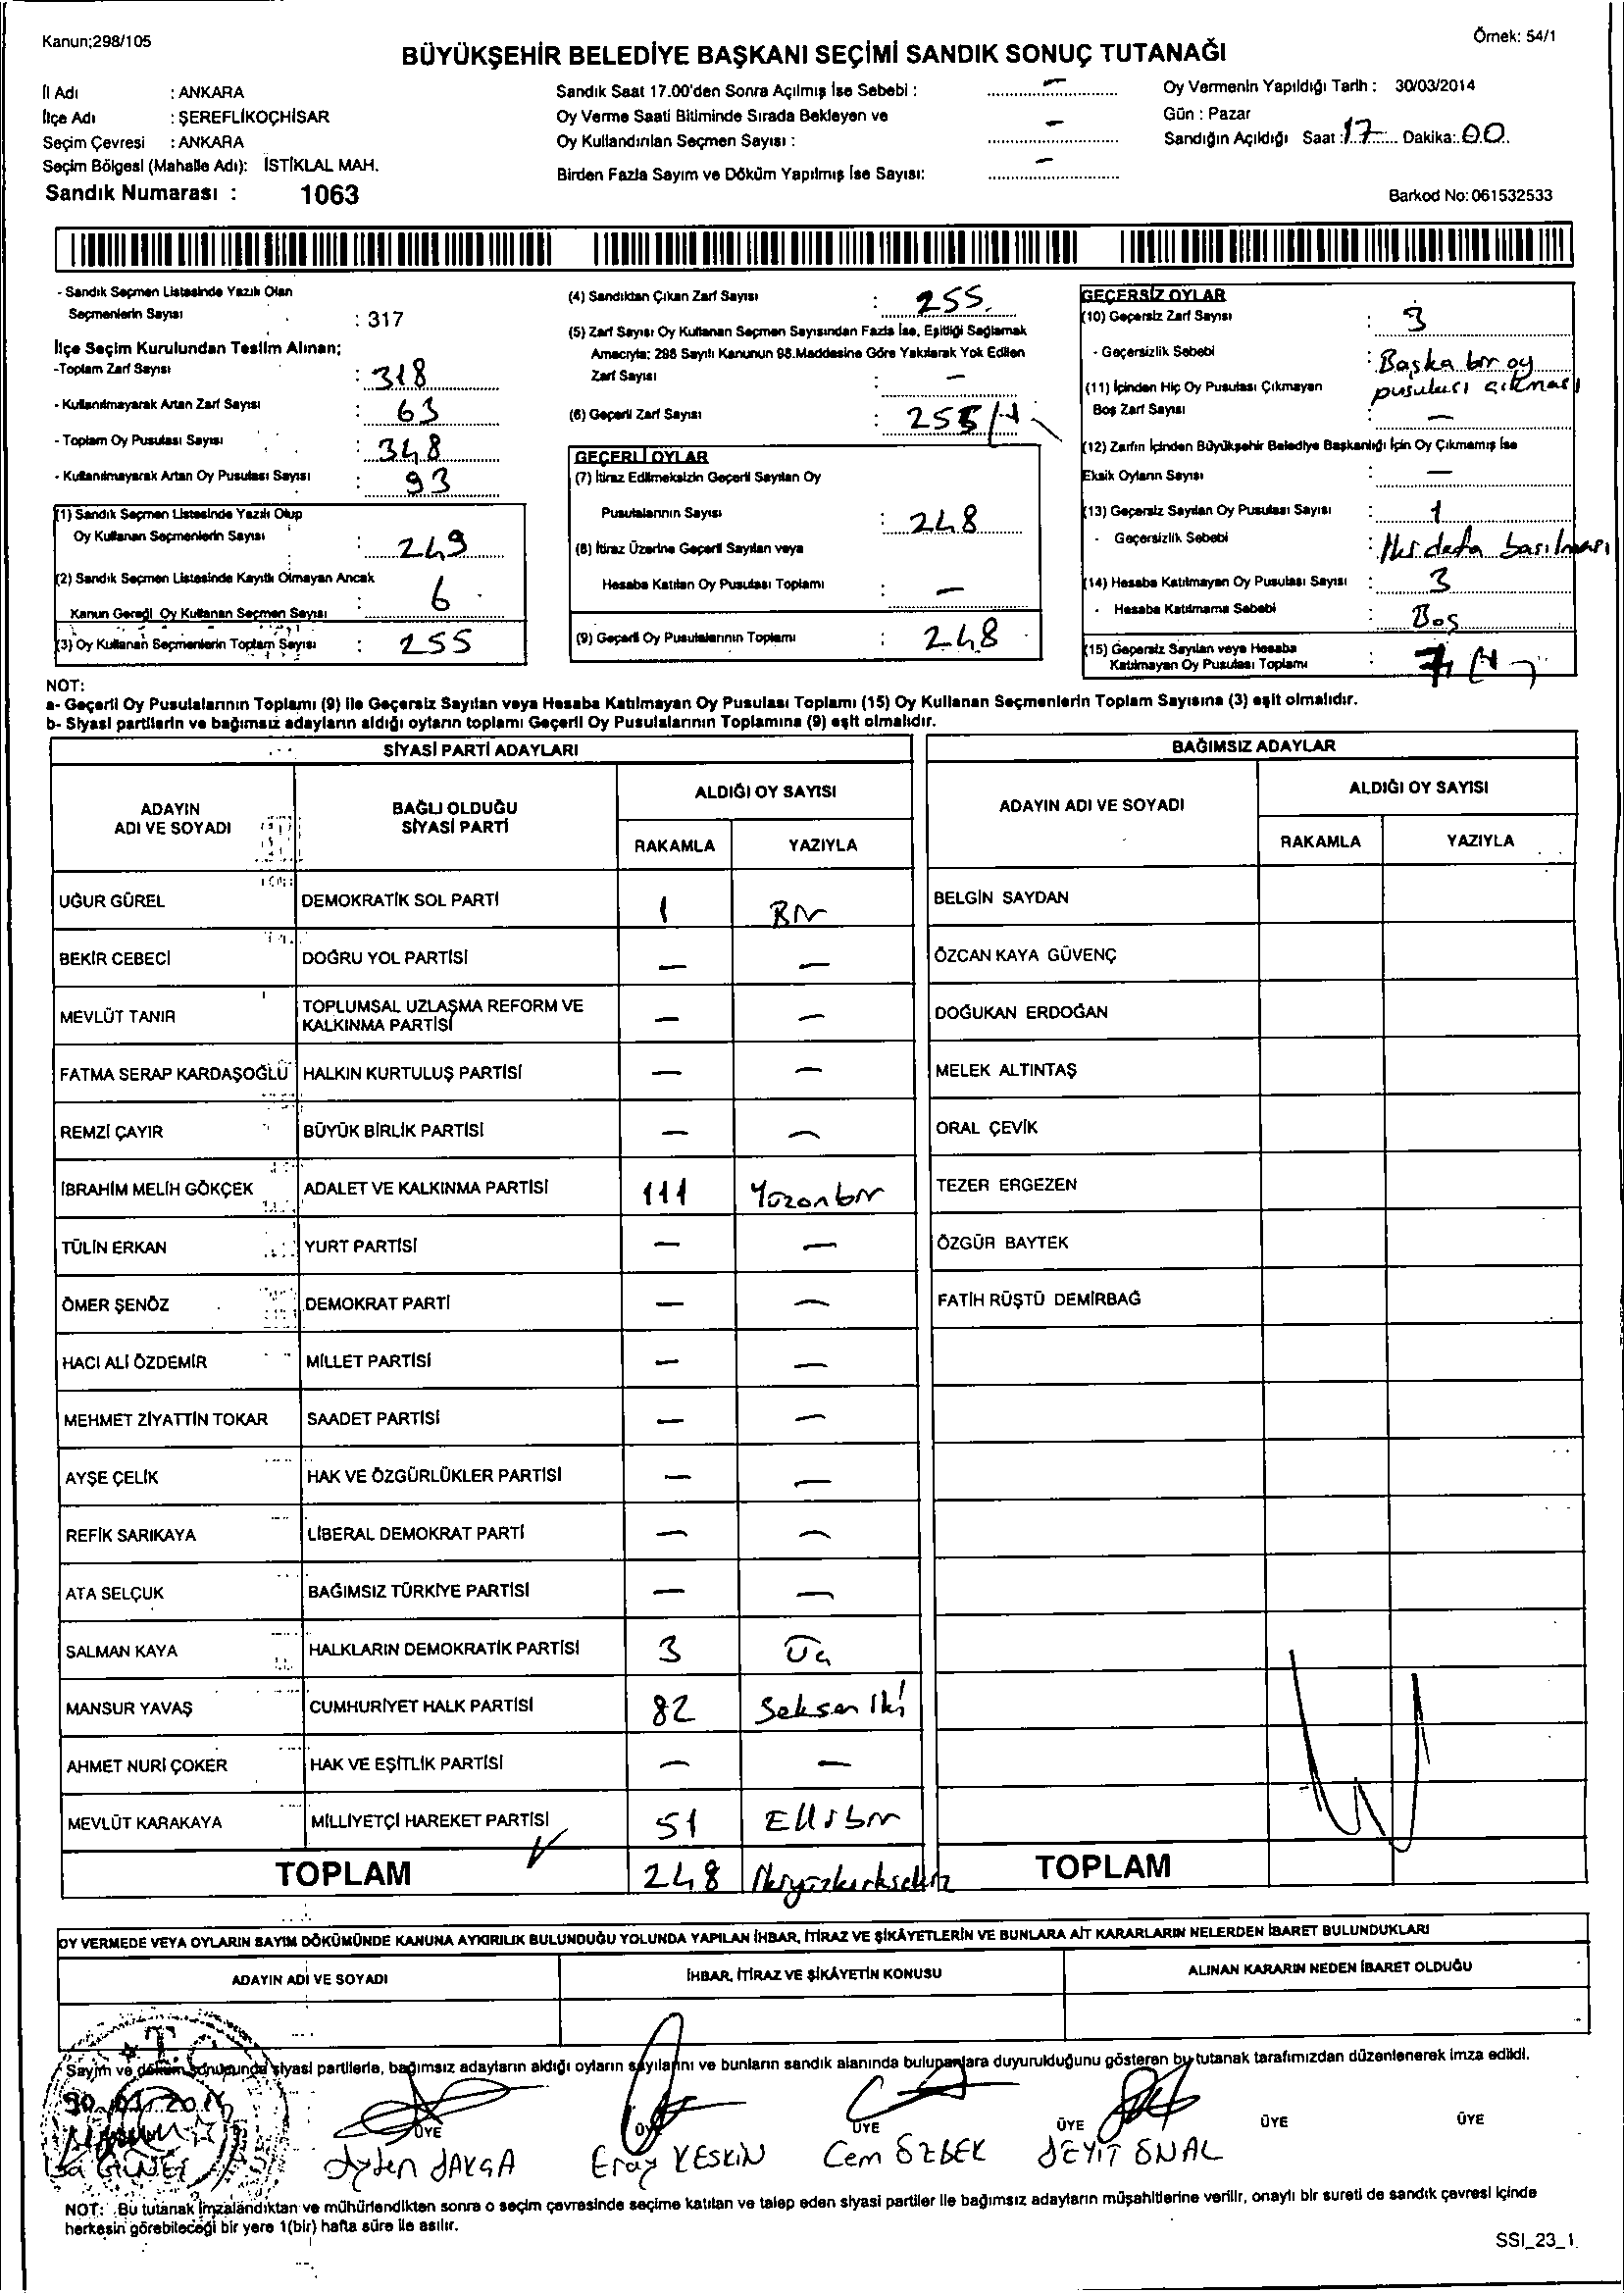 Kanun;298/105
Örnek: 54/1
BÜYÜKŞEHİR BELEDİYE BAŞKANI SEÇİMİ SANDIK SONUÇ TUTANAĞI
İl Adı : ANKARA
İlçe Adı : ŞEREFLİKOÇHİSAR
Seçim Çevresi : ANKARA
Seçim Bölgesi (Mahalle Adı): İSTİKLAL MAH.
Sandık Numarası : 1063
Sandık Saat 17.00'den Sonra Açılmış İse Sebebi : —
Oy Verme Saati Bitiminde Sırada Bekleyen ve
Oy Kullandırılan Seçmen Sayısı : —
Birden Fazla Sayım ve Döküm Yapılmış İse Sayısı: —
Oy Vermenin Yapıldığı Tarih : 30/03/2014
Gün : Pazar
Sandığın Açıldığı Saat : 17 Dakika: 00
Barkod No: 061532533
- Sandık Seçmen Listesinde Yazılı Olan
Seçmenlerin Sayısı : 317
İlçe Seçim Kurulundan Teslim Alınan;
-Toplam Zarf Sayısı : 318
- Kullanılmayarak Artan Zarf Sayısı : 63
- Toplam Oy Pusulası Sayısı : 348
- Kullanılmayarak Artan Oy Pusulası Sayısı : 93
(1) Sandık Seçmen Listesinde Yazılı Olup
Oy Kullanan Seçmenlerin Sayısı : 249
(2) Sandık Seçmen Listesinde Kayıtlı Olmayan Ancak
Kanun Gereği Oy Kullanan Seçmen Sayısı : 6
(3) Oy Kullanan Seçmenlerin Toplam Sayısı : 255
(4) Sandıktan Çıkan Zarf Sayısı : 255
(5) Zarf Sayısı Oy Kullanan Seçmen Sayısından Fazla İse, Eşitliği Sağlamak
Amacıyla; 298 Sayılı Kanunun 98.Maddesine Göre Yakılarak Yok Edilen
Zarf Sayısı : —
(6) Geçerli Zarf Sayısı : 255
GEÇERLİ OYLAR
(7) İtiraz Edilmeksizin Geçerli Sayılan Oy
Pusulalarının Sayısı : 248
(8) İtiraz Üzerine Geçerli Sayılan veya
Hesaba Katılan Oy Pusulası Toplamı : —
(9) Geçerli Oy Pusulalarının Toplamı : 248
GEÇERSİZ OYLAR
(10) Geçersiz Zarf Sayısı : 3
- Geçersizlik Sebebi : Başka bir oy
pusulası çıkması
(11) İçinden Hiç Oy Pusulası Çıkmayan
Boş Zarf Sayısı : —
(12) Zarfın İçinden Büyükşehir Belediye Başkanlığı İçin Oy Çıkmamış İse
Eksik Oyların Sayısı : —
(13) Geçersiz Sayılan Oy Pusulası Sayısı : 1
- Geçersizlik Sebebi : basılması
(14) Hesaba Katılmayan Oy Pusulası Sayısı : 3
- Hesaba Katılmama Sebebi : Boş
(15) Geçersiz Sayılan veya Hesaba
Katılmayan Oy Pusulası Toplamı : 7
NOT:
a- Geçerli Oy Pusulalarının Toplamı (9) ile Geçersiz Sayılan veya Hesaba Katılmayan Oy Pusulası Toplamı (15) Oy Kullanan Seçmenlerin Toplam Sayısına (3) eşit olmalıdır.
b- Siyasi partilerin ve bağımsız adayların aldığı oyların toplamı Geçerli Oy Pusulalarının Toplamına (9) eşit olmalıdır.
SİYASİ PARTİ ADAYLARI
ADAYIN
ADI VE SOYADI
BAĞLI OLDUĞU
SİYASİ PARTİ
ALDIĞI OY SAYISI
RAKAMLA YAZIYLA
UĞUR GÜREL DEMOKRATİK SOL PARTİ 1 Bir
BEKİR CEBECİ DOĞRU YOL PARTİSİ — —
MEVLÜT TANIR TOPLUMSAL UZLAŞMA REFORM VE
KALKINMA PARTİSİ — —
FATMA SERAP KARDAŞOĞLU HALKIN KURTULUŞ PARTİSİ — —
REMZİ ÇAYIR BÜYÜK BİRLİK PARTİSİ — —
İBRAHİM MELİH GÖKÇEK ADALET VE KALKINMA PARTİSİ 111 Yüzonbir
TÜLİN ERKAN YURT PARTİSİ — —
ÖMER ŞENÖZ DEMOKRAT PARTİ — —
HACI ALİ ÖZDEMİR MİLLET PARTİSİ — —
MEHMET ZİYATTİN TOKAR SAADET PARTİSİ — —
AYŞE ÇELİK HAK VE ÖZGÜRLÜKLER PARTİSİ — —
REFİK SARIKAYA LİBERAL DEMOKRAT PARTİ — —
ATA SELÇUK BAĞIMSIZ TÜRKİYE PARTİSİ — —
SALMAN KAYA HALKLARIN DEMOKRATİK PARTİSİ 3 Üç
MANSUR YAVAŞ CUMHURİYET HALK PARTİSİ 82 Seksen iki
AHMET NURİ ÇOKER HAK VE EŞİTLİK PARTİSİ — —
MEVLÜT KARAKAYA MİLLİYETÇİ HAREKET PARTİSİ 51 Ellibir
TOPLAM 248 İkiyüzkırksekiz
BAĞIMSIZ ADAYLAR
ADAYIN ADI VE SOYADI
ALDIĞI OY SAYISI
RAKAMLA YAZIYLA
BELGİN SAYDAN
ÖZCAN KAYA GÜVENÇ
DOĞUKAN ERDOĞAN
MELEK ALTINTAŞ
ORAL ÇEVİK
TEZER ERGEZEN
ÖZGÜR BAYTEK
FATİH RÜŞTÜ DEMİRBAĞ
TOPLAM
OY VERMEDE VEYA OYLARIN SAYIM DÖKÜMÜNDE KANUNA AYKIRILIK BULUNDUĞU YOLUNDA YAPILAN İHBAR, İTİRAZ VE ŞİKÂYETLERİN VE BUNLARA AİT KARARLARIN NELERDEN İBARET BULUNDUKLARI
ADAYIN ADI VE SOYADI İHBAR, İTİRAZ VE ŞİKÂYETİN KONUSU ALINAN KARARIN NEDEN İBARET OLDUĞU
Sayım ve döküm sonucunda siyasi partilerle, bağımsız adayların aldığı oyların sayılarını ve bunların sandık alanında bulunanlara duyurulduğunu gösteren bu tutanak tarafımızdan düzenlenerek imza edildi.
ÜYE ÜYE ÜYE ÜYE ÜYE ÜYE
İsa GÜNEŞ Eray KESKİN Cem ÖZBEK SEYİT ÖNAL
NOT: Bu tutanak imzalandıktan ve mühürlendikten sonra o seçim çevresinde seçime katılan ve talep eden siyasi partiler ile bağımsız adayların müşahitlerine verilir, onaylı bir sureti de sandık çevresi içinde
herkesin görebileceği bir yere 1(bir) hafta süre ile asılır.
SSI_23_1